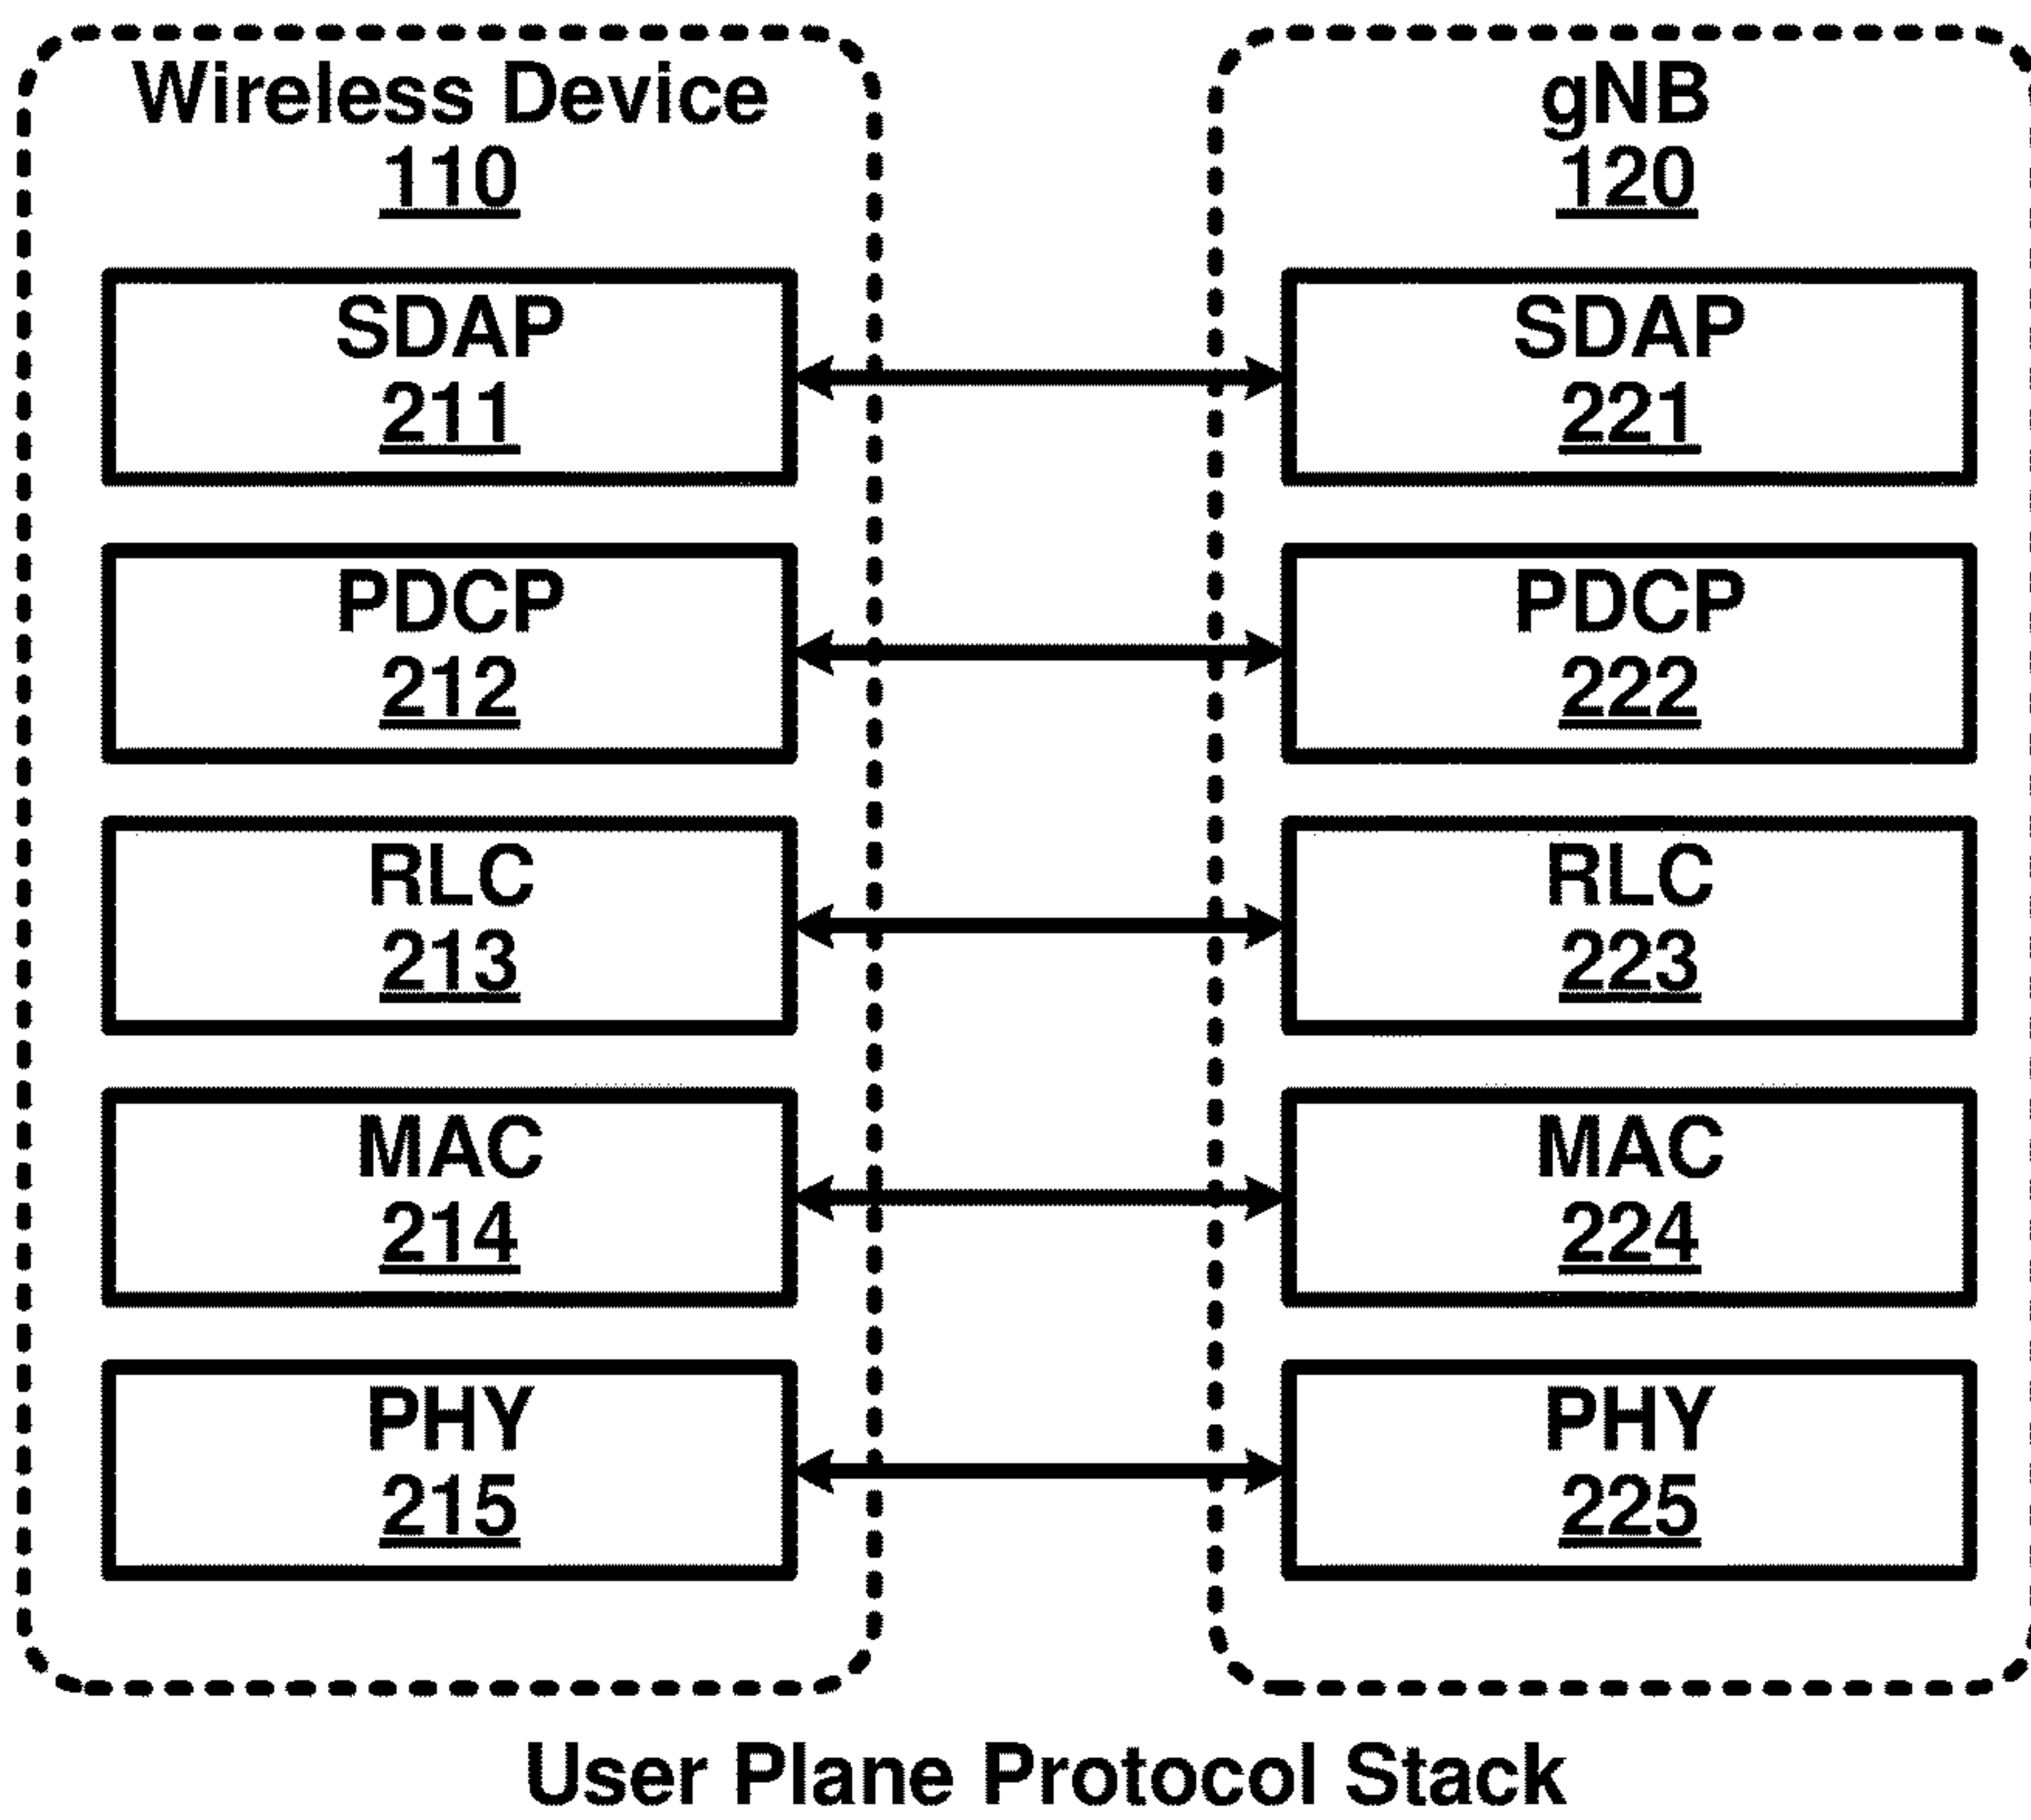 Wireless Device
110
gNB
120
SDAP
211
SDAP
221
PDCP
212
PDCP
222
RLC
213
RLC
223
MAC
214
MAC
224
PHY
215
PHY
225
User Plane Protocol Stack